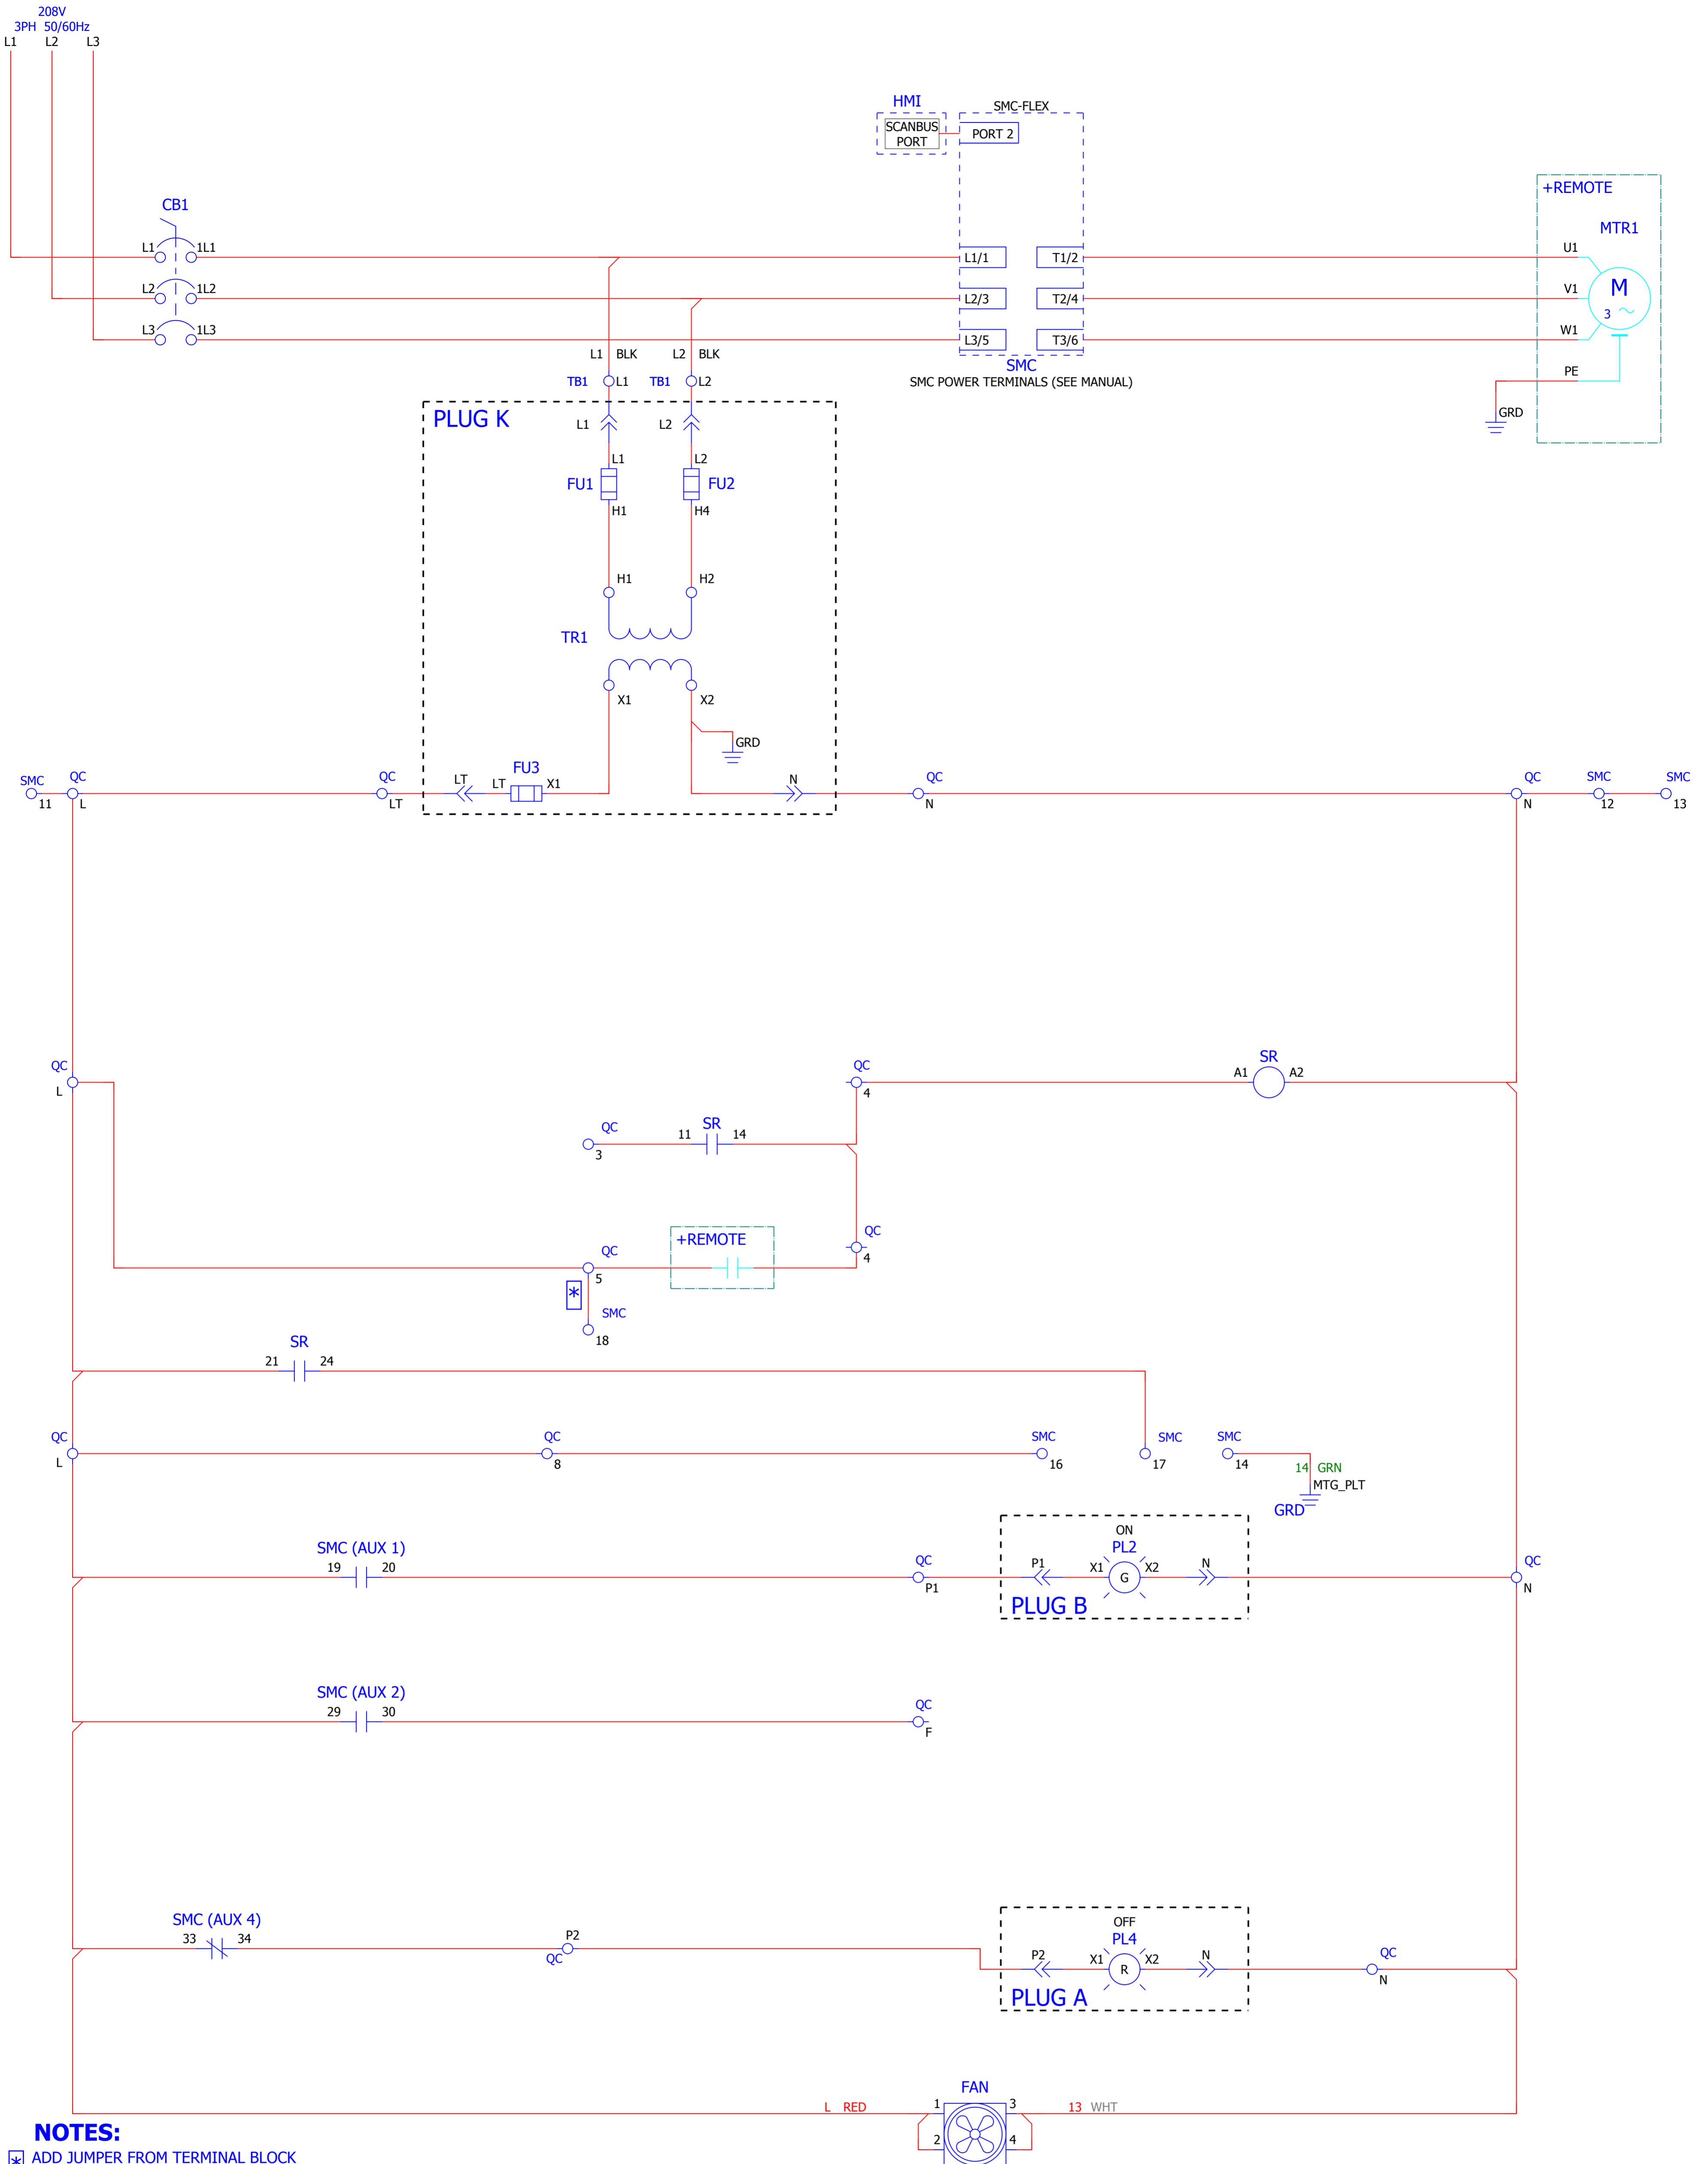 208V
3PH 50/60Hz
L1 L2 L3
HMI
SCANBUS
PORT
SMC-FLEX
PORT 2
+REMOTE
MTR1
CB1
L1 1L1
L1/1 T1/2
U1
L2 1L2
L2/3 T2/4
V1
M
3
L3 1L3
L3/5 T3/6
W1
SMC
SMC POWER TERMINALS (SEE MANUAL)
PE
GRD
L1 BLK L2 BLK
TB1 L1 TB1 L2
PLUG K
L1 L2
L1 L2
FU1 FU2
H1 H4
H1 H2
TR1
X1 X2
GRD
SMC
11
QC
L
QC
LT
LT
LT
FU3
X1
N
QC
N
QC
N
SMC
12
SMC
13
QC
L
QC
4
SR
A1 A2
QC
3
SR
11 14
QC
4
+REMOTE
QC
5
*
SMC
18
SR
21 24
QC
L
QC
8
SMC
16
SMC
17
SMC
14
14 GRN
MTG_PLT
GRD
SMC (AUX 1)
19 20
QC
P1
ON
PL2
P1 X1 G X2 N
PLUG B
QC
N
SMC (AUX 2)
29 30
QC
F
SMC (AUX 4)
33 34
P2
QC
OFF
PL4
P2 X1 R X2 N
PLUG A
QC
N
FAN
L RED 1 3 13 WHT
2 4
NOTES:
* ADD JUMPER FROM TERMINAL BLOCK